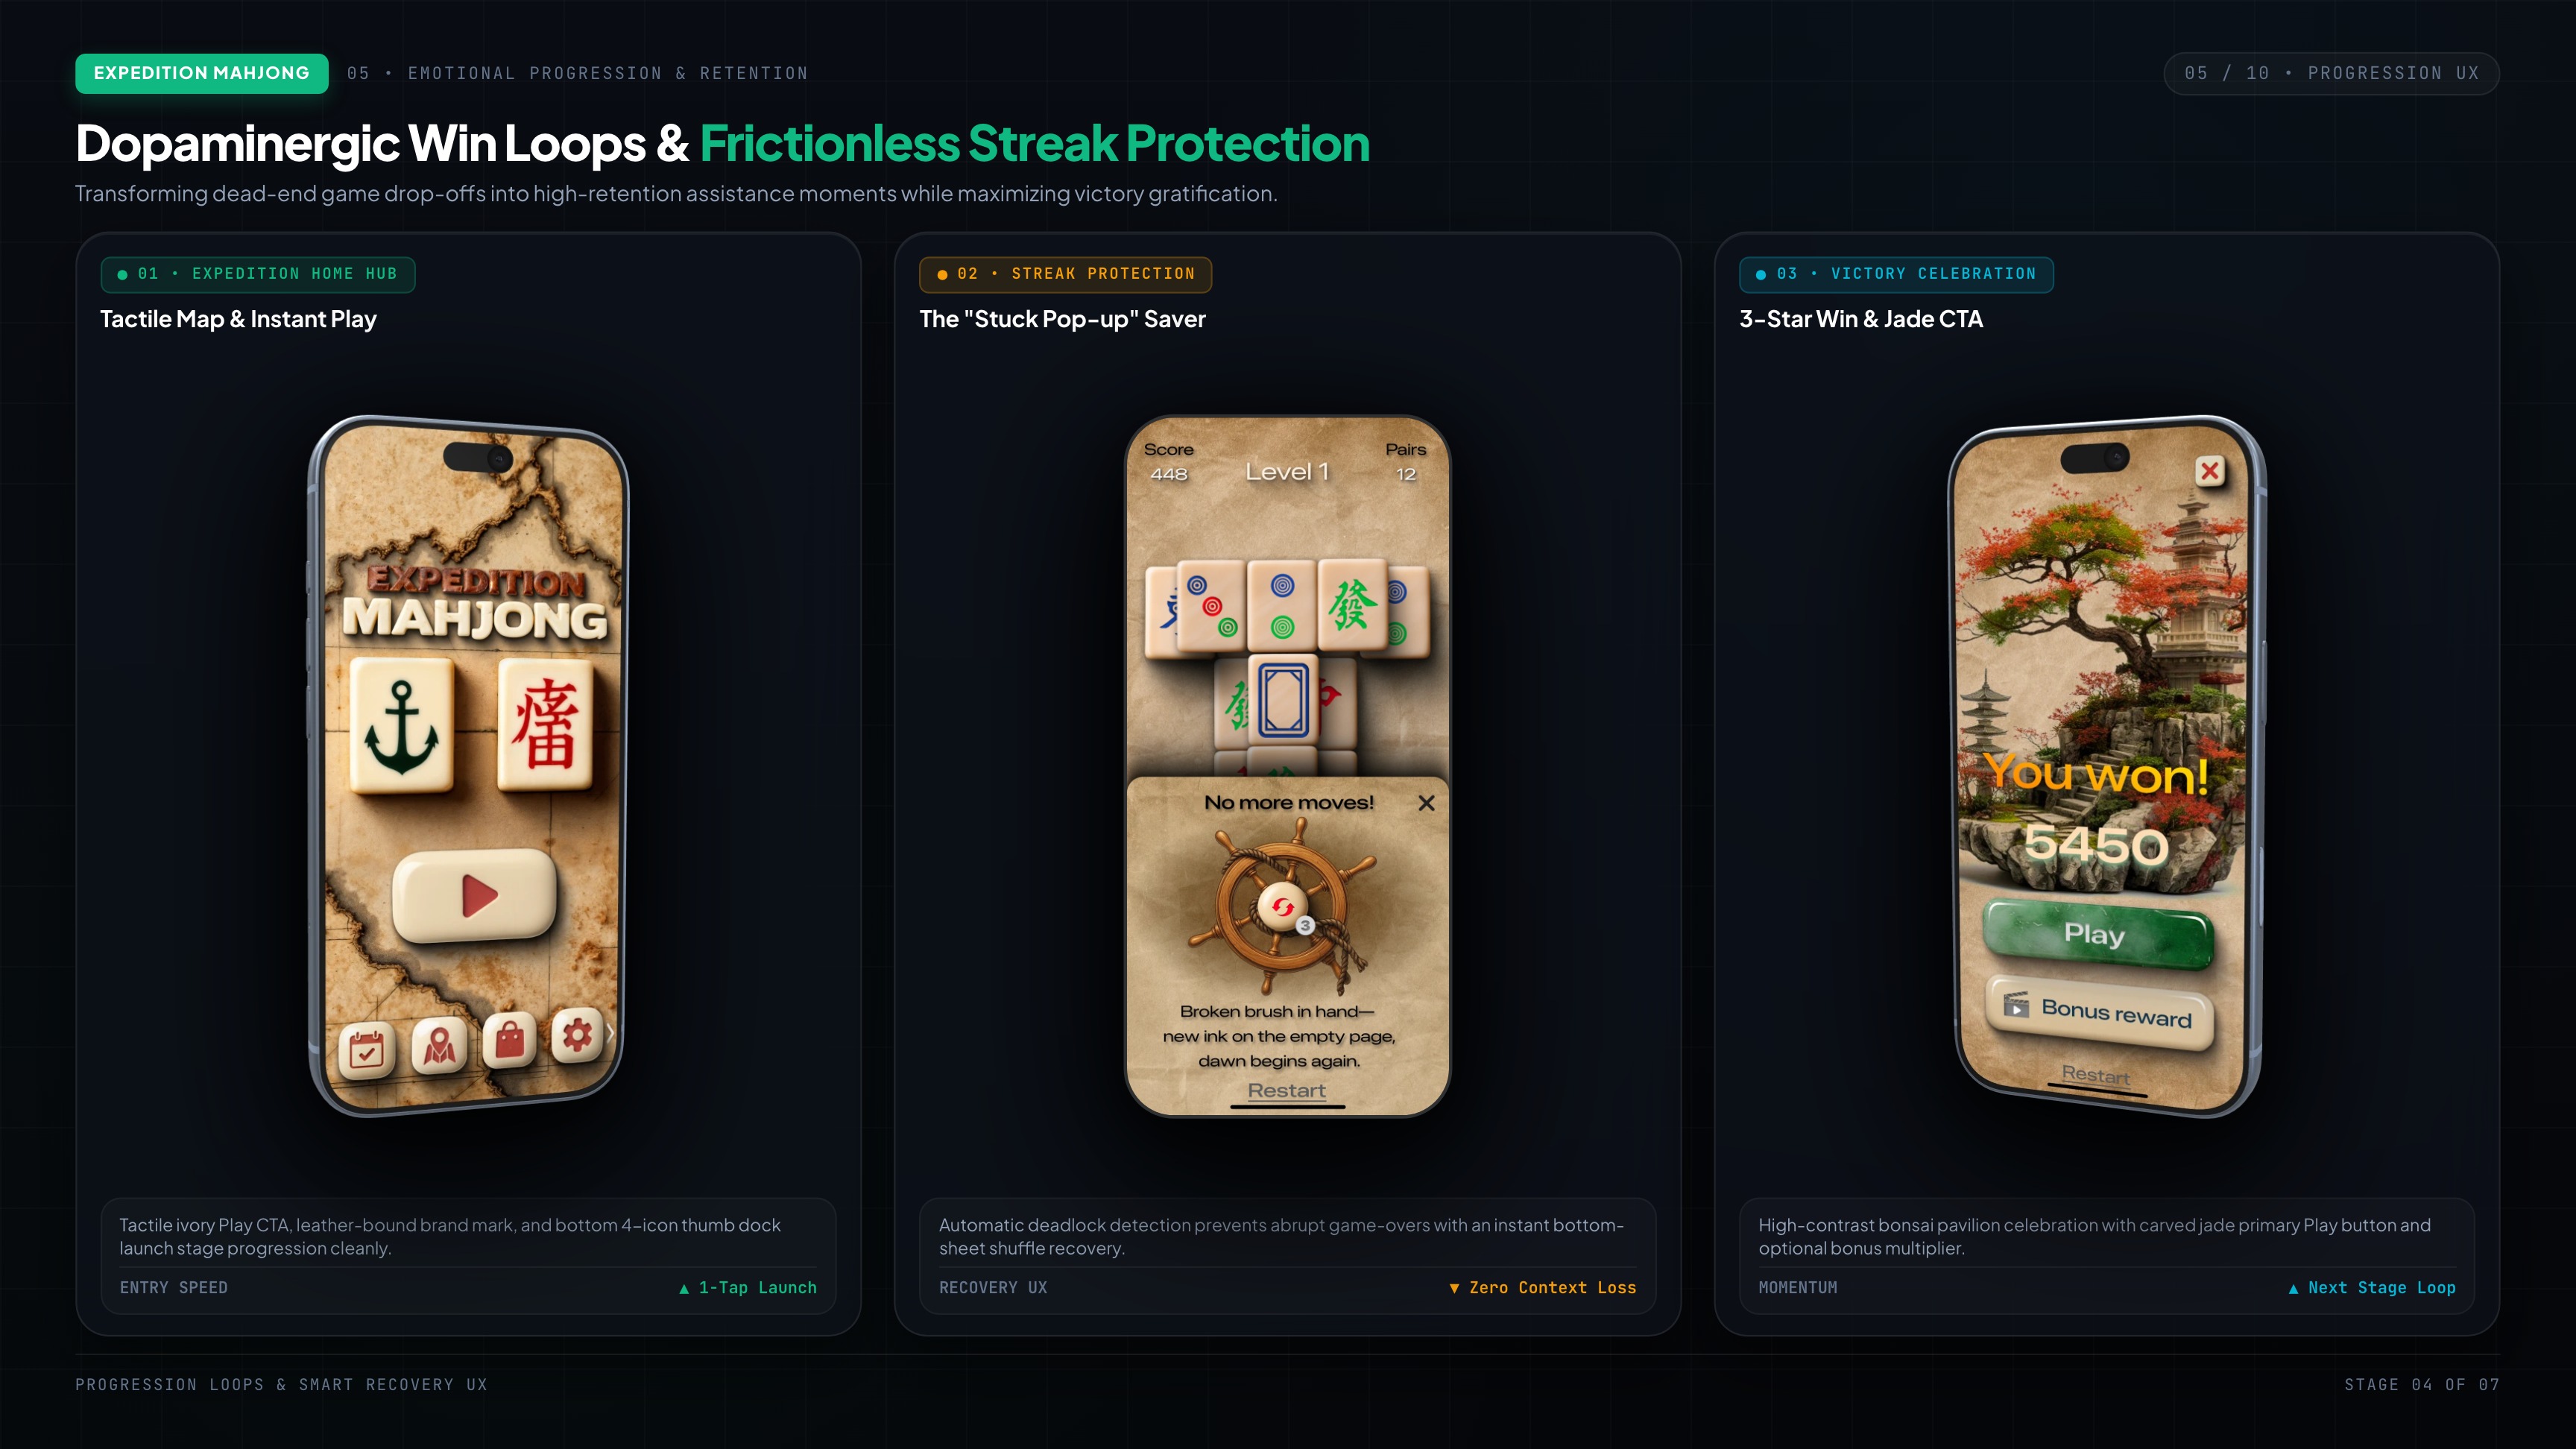 EXPEDITION MAHJONG
05 • EMOTIONAL PROGRESSION & RETENTION
05 / 10 • PROGRESSION UX
Dopaminergic Win Loops & Frictionless Streak Protection
Transforming dead-end game drop-offs into high-retention assistance moments while maximizing victory gratification.
01 • EXPEDITION HOME HUB
Tactile Map & Instant Play
EXPEDITION
MAHJONG
Tactile ivory Play CTA, leather-bound brand mark, and bottom 4-icon thumb dock
launch stage progression cleanly.
ENTRY SPEED
▲ 1-Tap Launch
02 • STREAK PROTECTION
The "Stuck Pop-up" Saver
Score
448
Level 1
Pairs
12
發
No more moves!
3
Broken brush in hand—
new ink on the empty page,
dawn begins again.
Restart
Automatic deadlock detection prevents abrupt game-overs with an instant bottom-
sheet shuffle recovery.
RECOVERY UX
▼ Zero Context Loss
03 • VICTORY CELEBRATION
3-Star Win & Jade CTA
You won!
5450
Play
Bonus reward
Restart
High-contrast bonsai pavilion celebration with carved jade primary Play button and
optional bonus multiplier.
MOMENTUM
▲ Next Stage Loop
PROGRESSION LOOPS & SMART RECOVERY UX
STAGE 04 OF 07